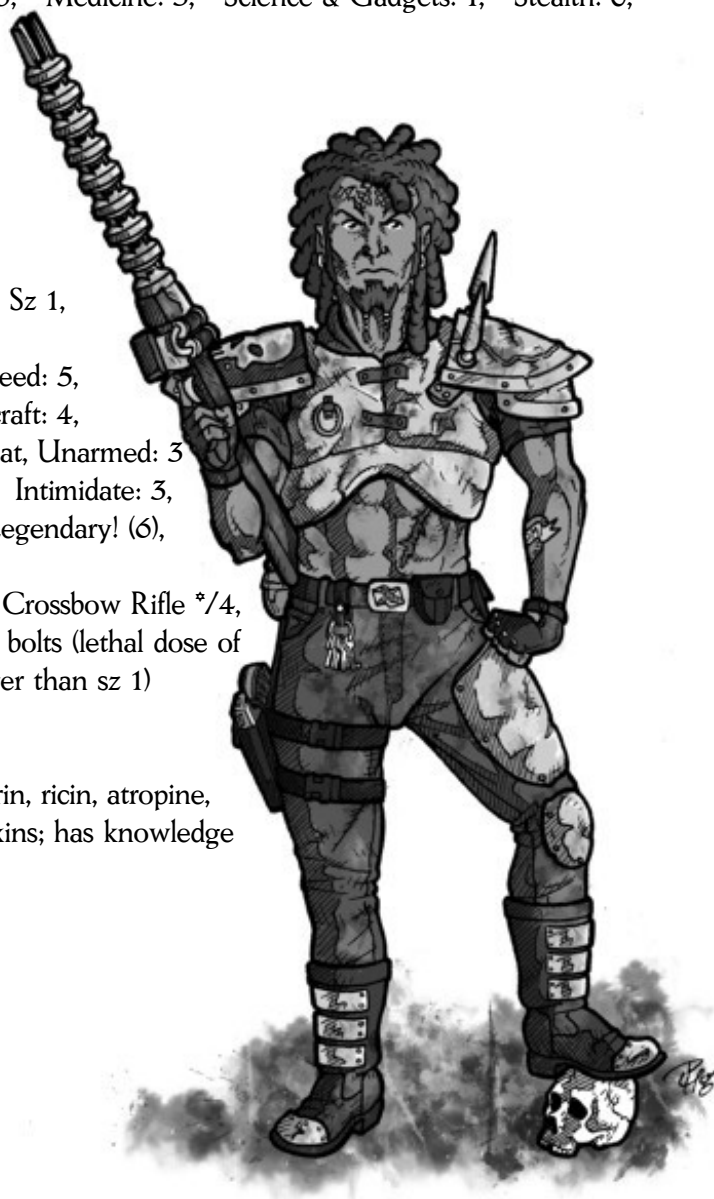 Medicine: 3, Science & Gadgets: 1, Stealth: 6,
Sz 1,
eed: 5,
raft: 4,
at, Unarmed: 3
Intimidate: 3,
egendary! (6),
Crossbow Rifle */4,
bolts (lethal dose of
er than sz 1)
rin, ricin, atropine,
kins; has knowledge